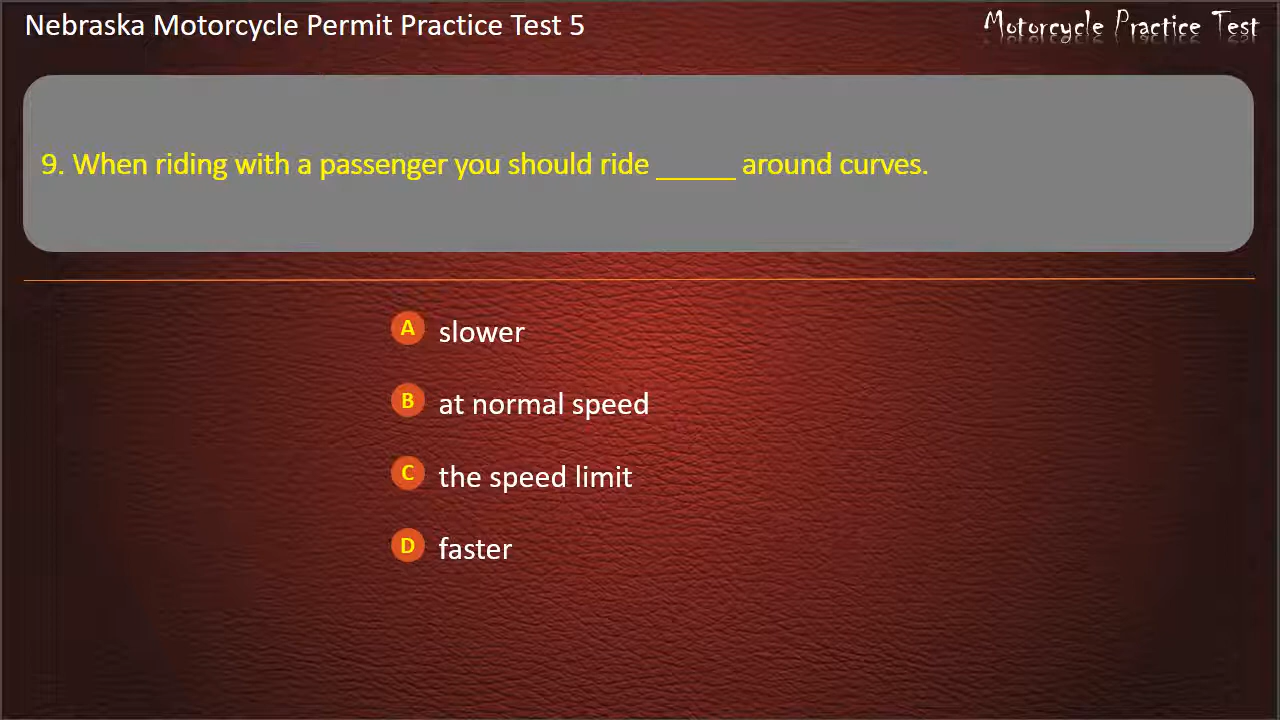 Nebraska Motorcycle Permit Practice Test 5
Motorcycle Practice Test
9. When riding with a passenger you should ride _____ around curves.
A slower
B at normal speed
C the speed limit
D faster